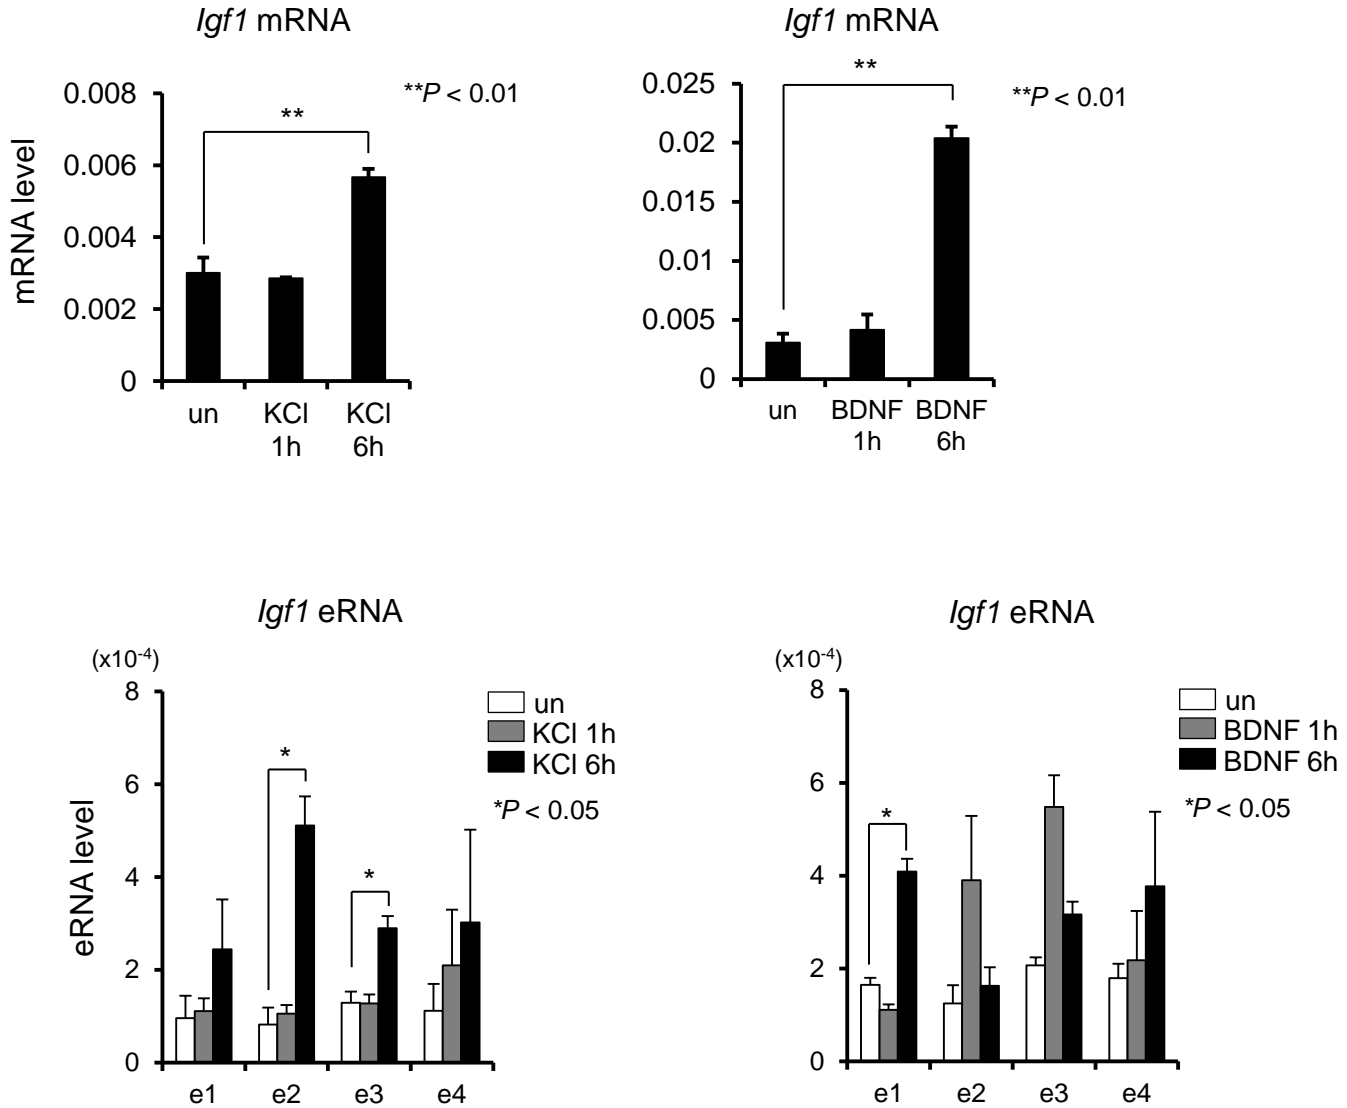 Igf1 mRNA
mRNA level
0.008
0.006
0.004
0.002
0
**
**P < 0.01
un
KCl
1h
KCl
6h
Igf1 mRNA
0.025
0.02
0.015
0.01
0.005
0
**
**P < 0.01
un
BDNF
1h
BDNF
6h
Igf1 eRNA
(x10-4)
eRNA level
8
6
4
2
0
*
*
un
KCl 1h
KCl 6h
*P < 0.05
e1
e2
e3
e4
Igf1 eRNA
(x10-4)
8
6
4
2
0
*
un
BDNF 1h
BDNF 6h
*P < 0.05
e1
e2
e3
e4